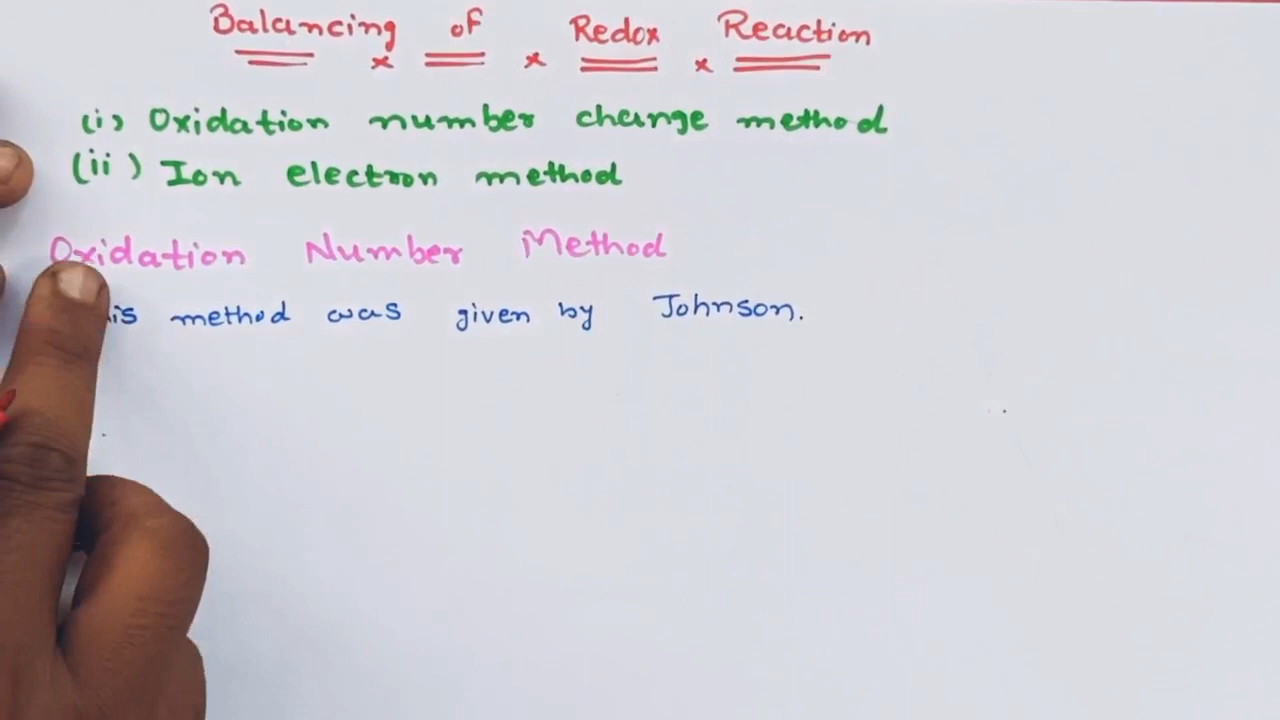 Balancing of Redox Reaction
(i) Oxidation number change method
(ii) Ion electron method
Oxidation Number Method
method was given by Johnson.